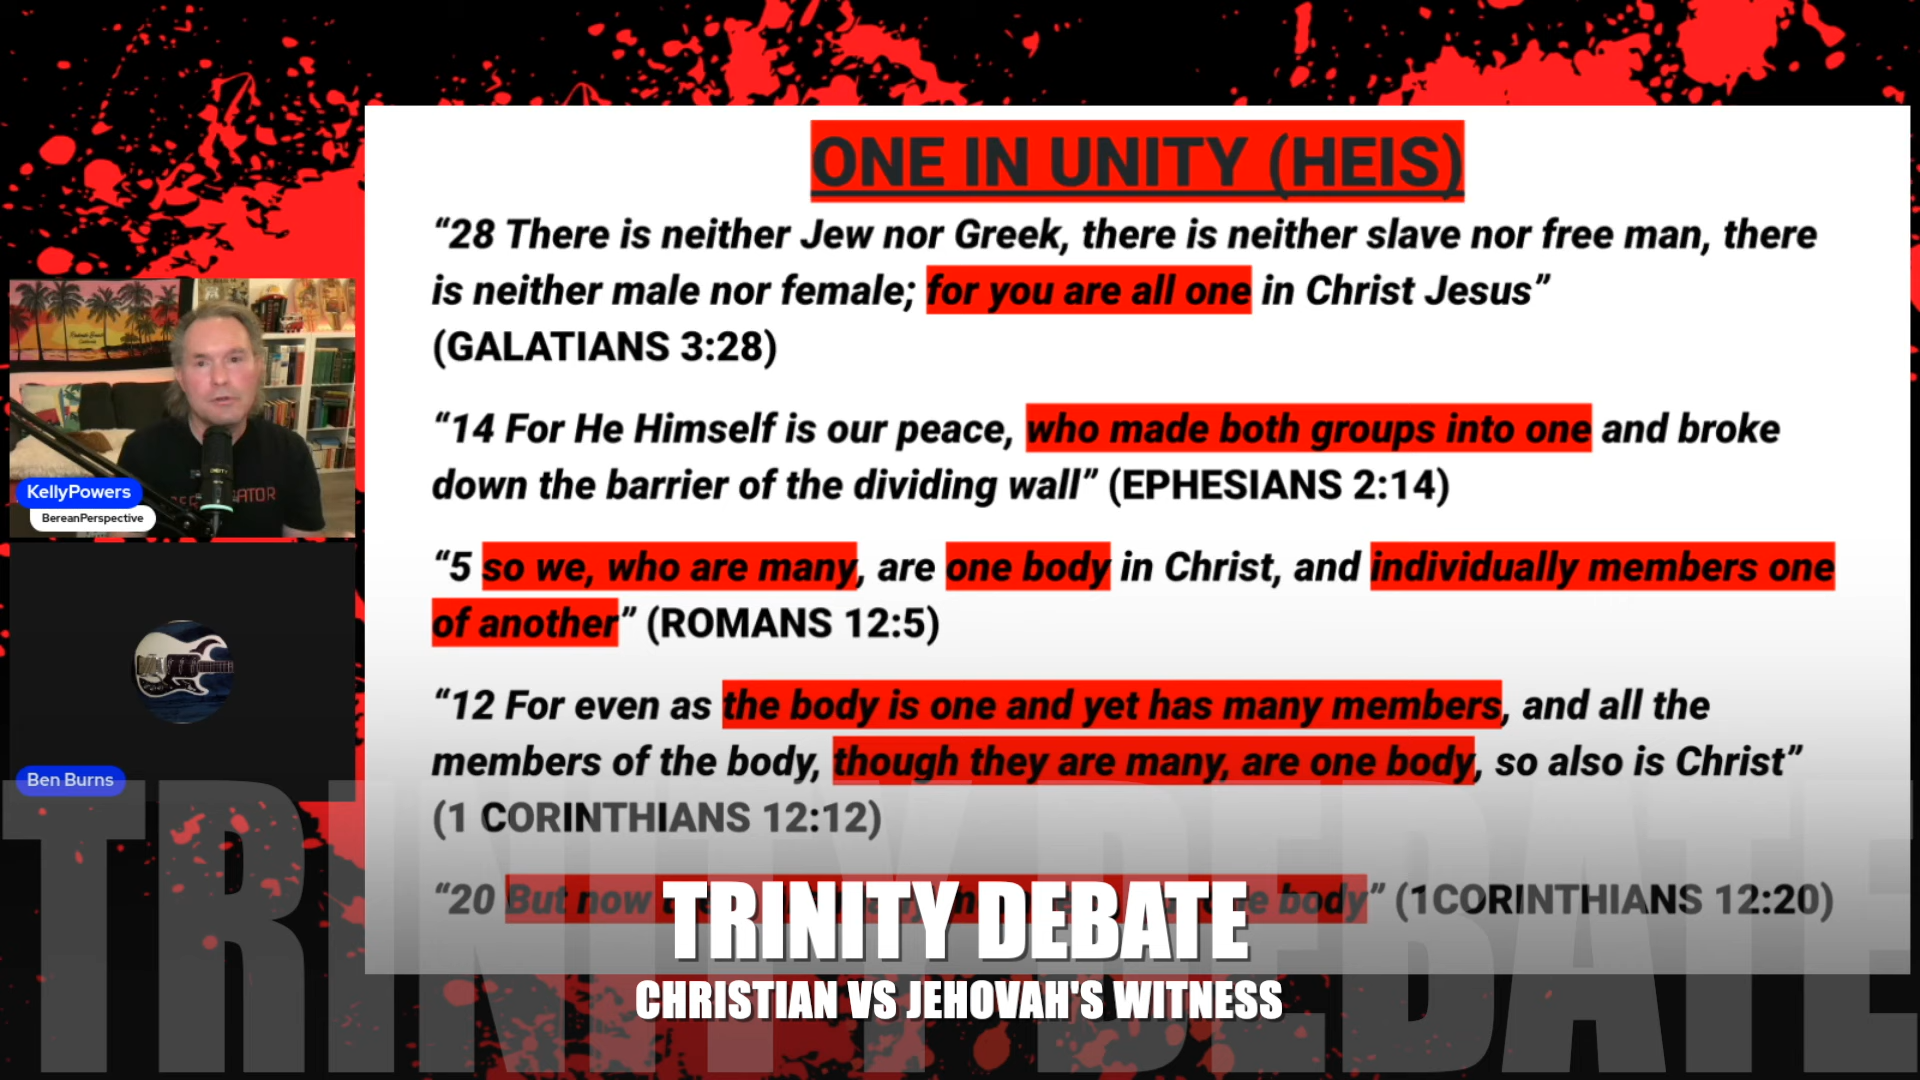 ONE IN UNITY (HEIS)
“28 There is neither Jew nor Greek, there is neither slave nor free man, there
is neither male nor female; for you are all one in Christ Jesus”
(GALATIANS 3:28)
“14 For He Himself is our peace, who made both groups into one and broke
down the barrier of the dividing wall” (EPHESIANS 2:14)
“5 so we, who are many, are one body in Christ, and individually members one
of another” (ROMANS 12:5)
“12 For even as the body is one and yet has many members, and all the
members of the body, though they are many, are one body, so also is Christ”
(1 CORINTHIANS 12:12)
“20 But now body” (1CORINTHIANS 12:20)
KellyPowers
BereanPerspective
Ben Burns
TRINITY DEBATE
TRINITY DEBATE
CHRISTIAN VS JEHOVAH'S WITNESS